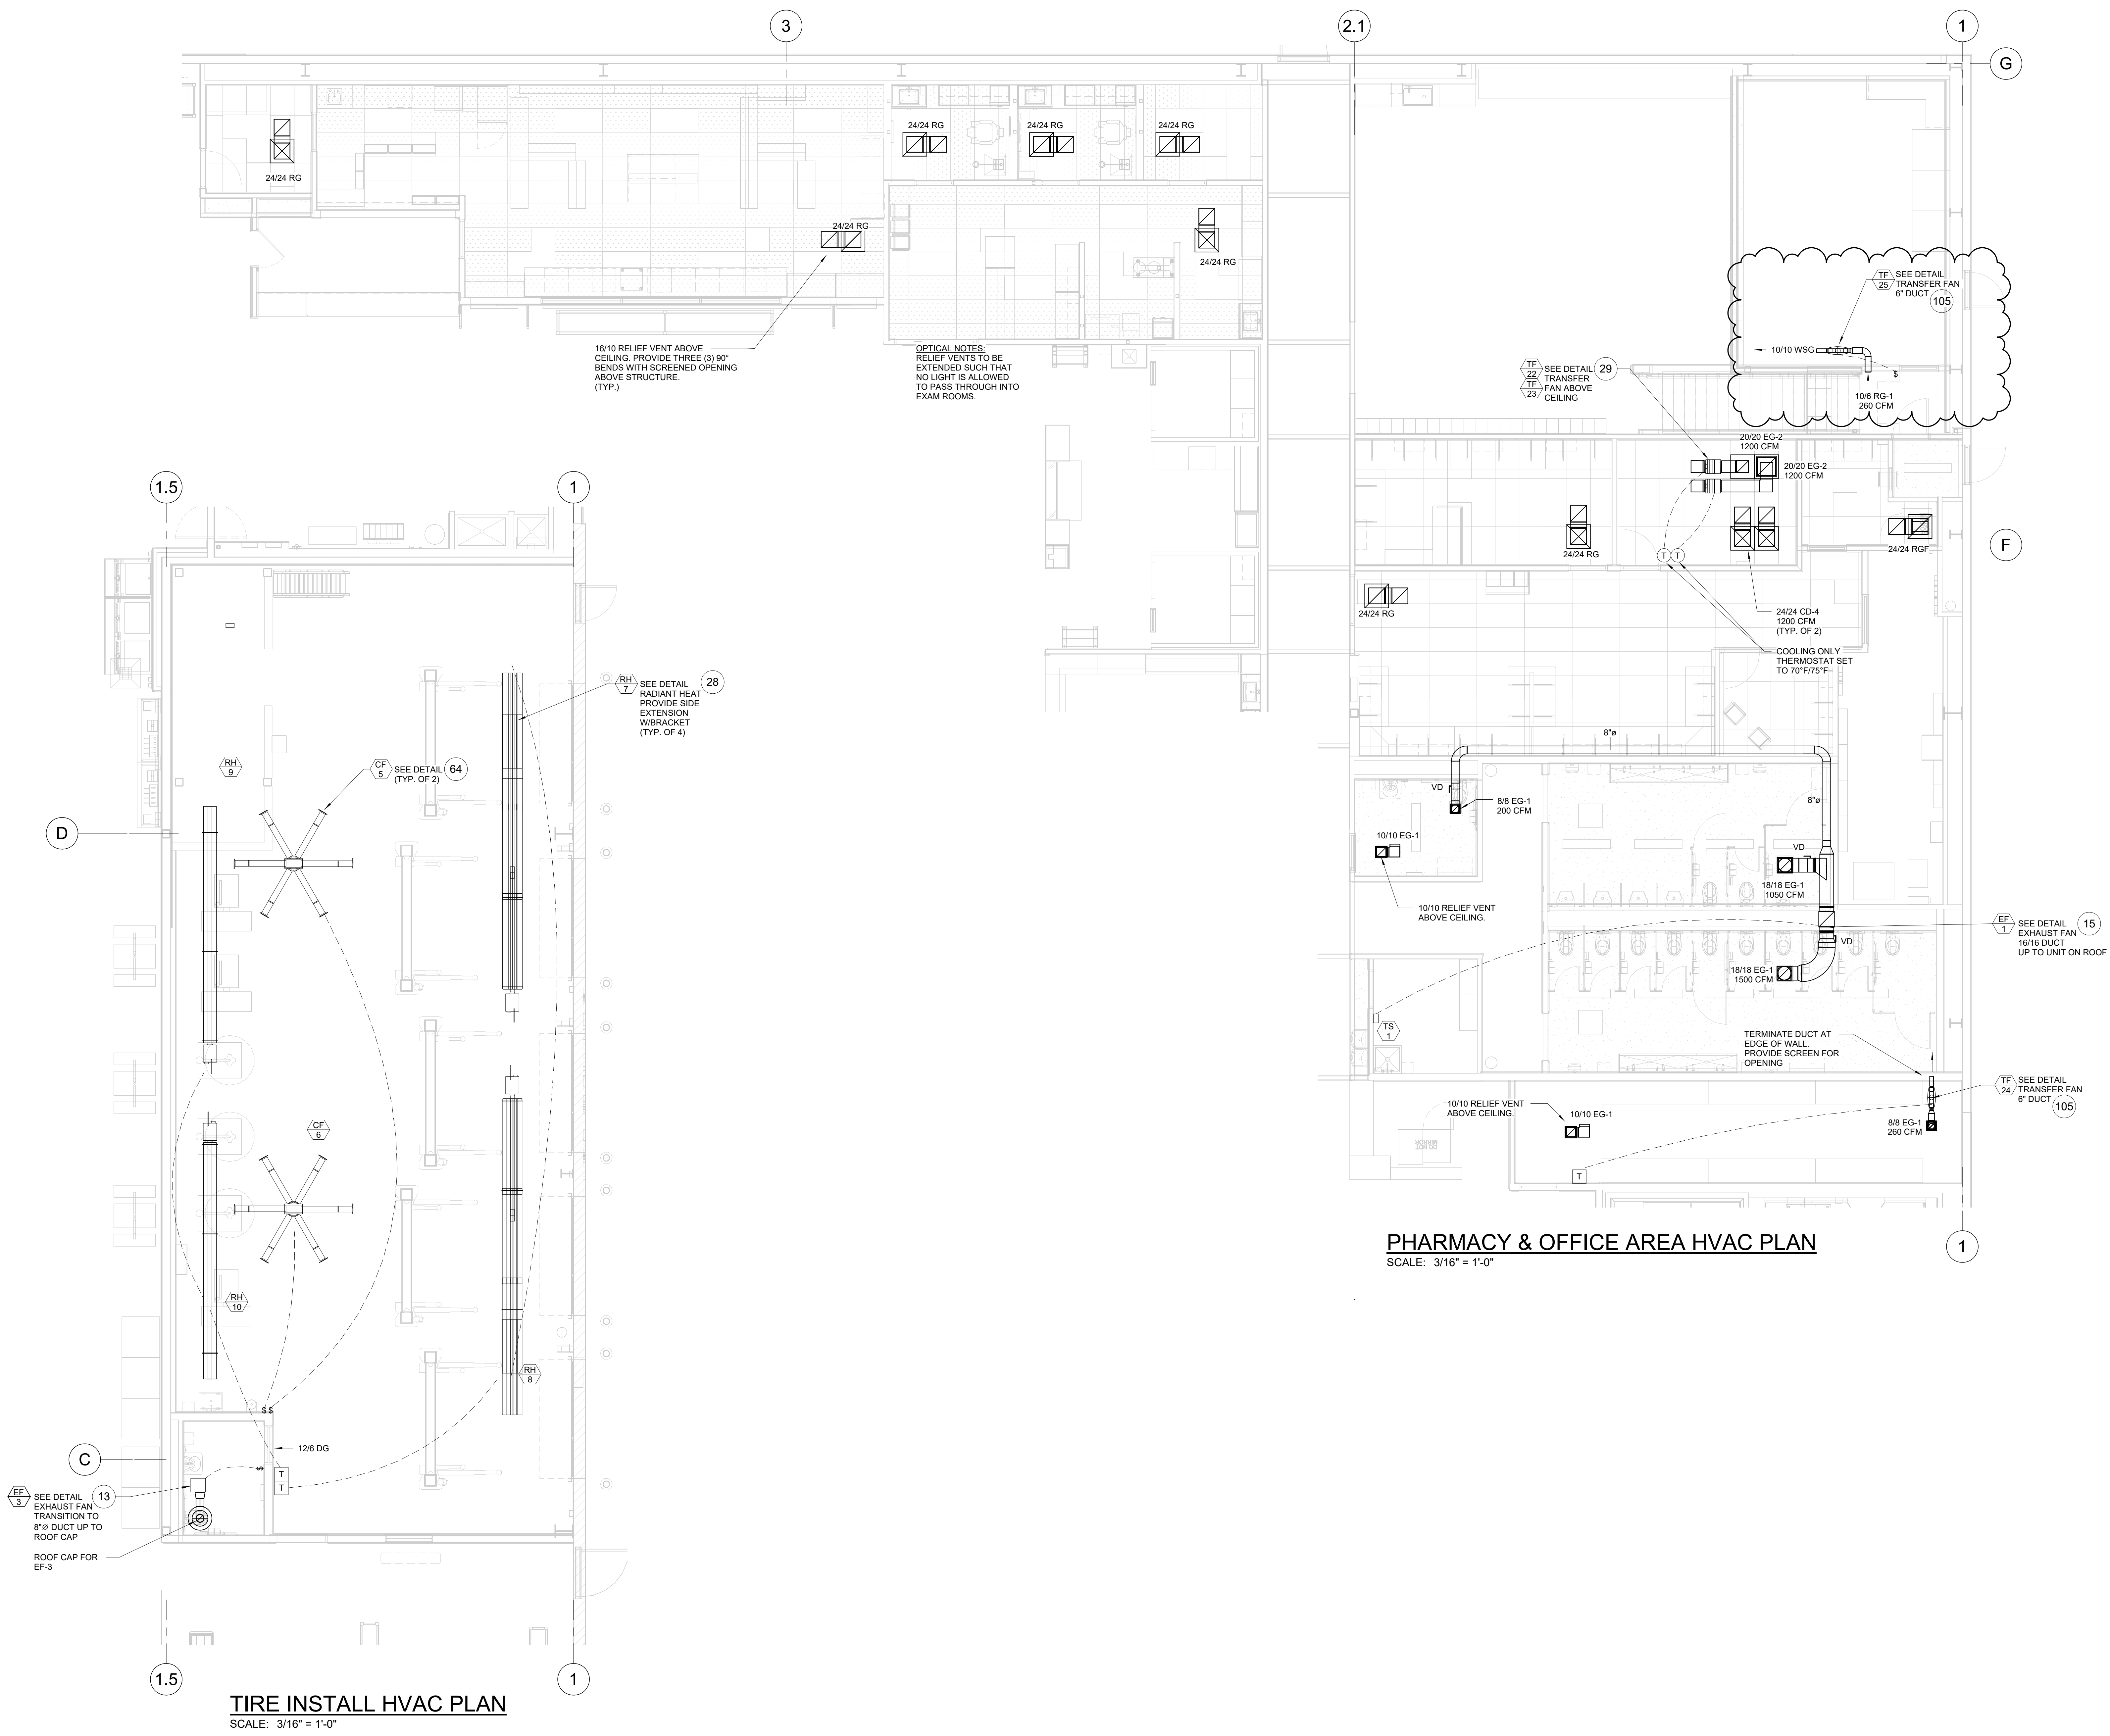 3
2.1
1
G
24/24 RG
24/24 RG
24/24 RG
24/24 RG
24/24 RG
24/24 RG
16/10 RELIEF VENT ABOVE
CEILING. PROVIDE THREE (3) 90°
BENDS WITH SCREENED OPENING
ABOVE STRUCTURE.
(TYP.)
OPTICAL NOTES:
RELIEF VENTS TO BE
EXTENDED SUCH THAT
NO LIGHT IS ALLOWED
TO PASS THROUGH INTO
EXAM ROOMS.
TF
25
SEE DETAIL
TRANSFER FAN
6" DUCT
105
10/10 WSG
$
10/6 RG-1
260 CFM
TF
22
TF
23
SEE DETAIL
TRANSFER
FAN ABOVE
CEILING
29
20/20 EG-2
1200 CFM
20/20 EG-2
1200 CFM
24/24 RG
T
T
24/24 RGF
F
24/24 RG
24/24 CD-4
1200 CFM
(TYP. OF 2)
COOLING ONLY
THERMOSTAT SET
TO 70°F/75°F
8"ø
VD
8/8 EG-1
200 CFM
8"ø
10/10 EG-1
VD
18/18 EG-1
1050 CFM
10/10 RELIEF VENT
ABOVE CEILING.
EF
1
SEE DETAIL
EXHAUST FAN
16/16 DUCT
UP TO UNIT ON ROOF
15
VD
18/18 EG-1
1500 CFM
TS
1
TERMINATE DUCT AT
EDGE OF WALL.
PROVIDE SCREEN FOR
OPENING
TF
24
SEE DETAIL
TRANSFER FAN
6" DUCT
105
10/10 RELIEF VENT
ABOVE CEILING.
10/10 EG-1
8/8 EG-1
260 CFM
DO NOT
T
PHARMACY & OFFICE AREA HVAC PLAN
SCALE: 3/16" = 1'-0"
1
1.5
1
RH
7
SEE DETAIL
RADIANT HEAT
PROVIDE SIDE
EXTENSION
W/BRACKET
(TYP. OF 4)
28
RH
9
CF
5
SEE DETAIL
(TYP. OF 2)
64
D
CF
6
RH
10
RH
8
$ $
12/6 DG
C
$
T
T
EF
3
SEE DETAIL
EXHAUST FAN
TRANSITION TO
8"Ø DUCT UP TO
ROOF CAP
13
ROOF CAP FOR
EF-3
1.5
1
TIRE INSTALL HVAC PLAN
SCALE: 3/16" = 1'-0"